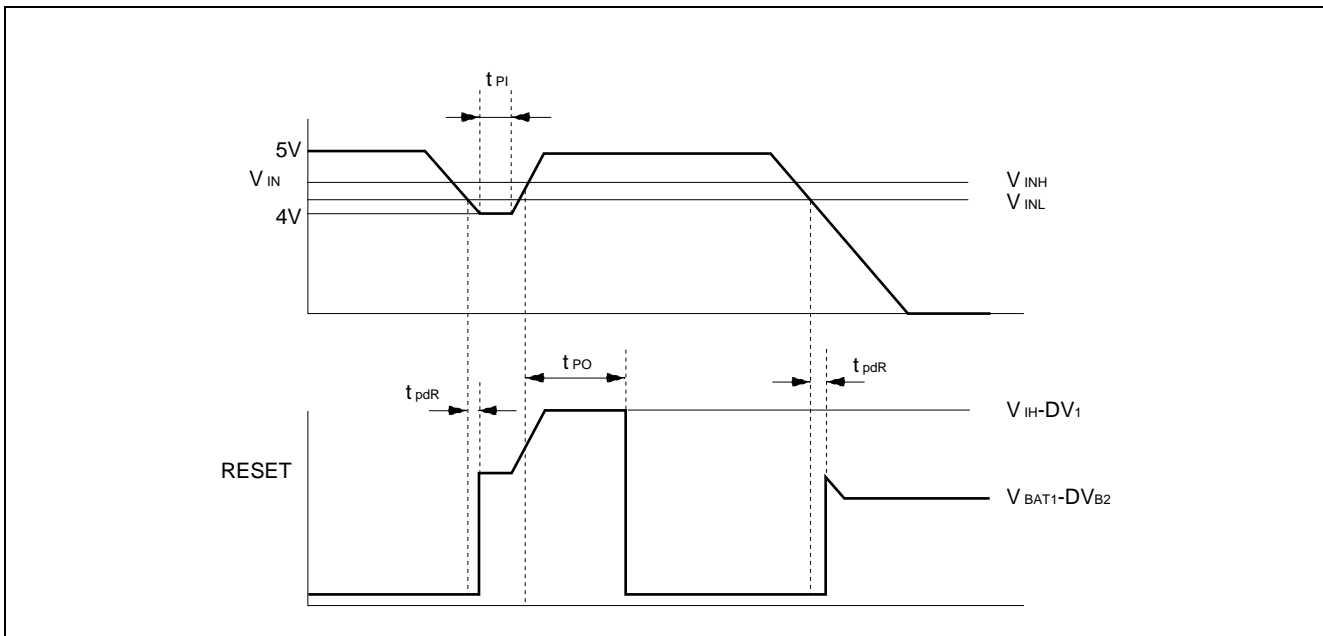 t PI
5V
V IN
V INH
V INL
4V
t PO
t pdR
t pdR
V IH-DV1
RESET
V BAT1-DVB2